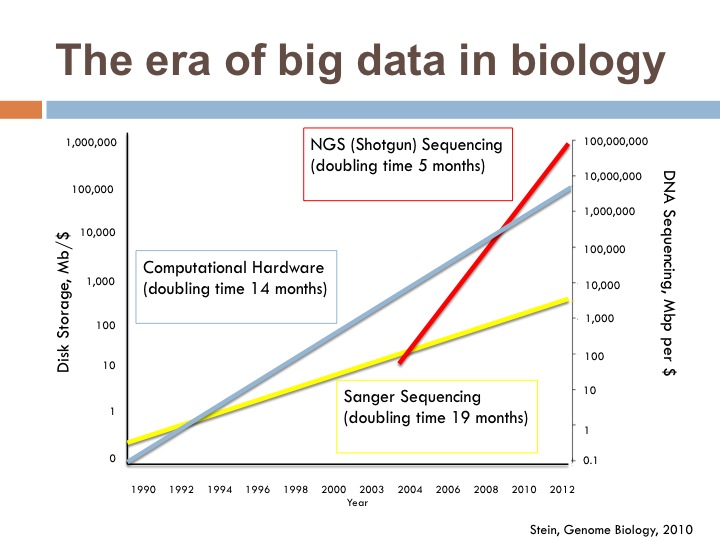 The era of big data in biology
NGS (Shotgun) Sequencing
(doubling time 5 months)
Computational Hardware
(doubling time 14 months)
Sanger Sequencing
(doubling time 19 months)
Disk Storage, Mb/$
1,000,000
100,000
10,000
1,000
100
10
1
0
100,000,000
10,000,000
1,000,000
100,000
10,000
1,000
100
10
1
0.1
DNA Sequencing, Mbp per $
1990 1992 1994 1996 1998 2000 2003 2004 2006 2008 2010 2012
Year
Stein, Genome Biology, 2010